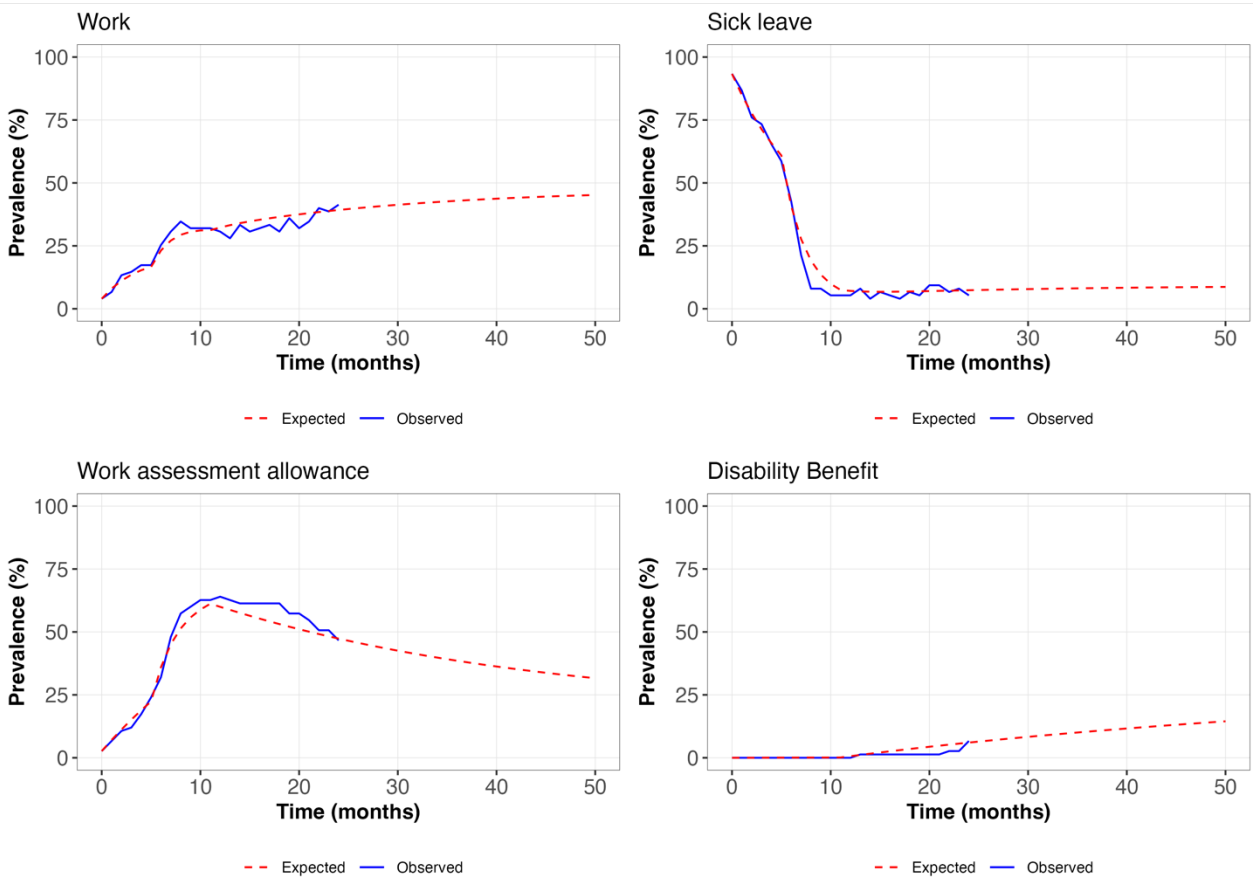 Work
100
75
50
25
0
Prevalence (%)
0 10 20 30 40 50
Time (months)
Expected Observed
Sick leave
100
75
50
25
0
Prevalence (%)
0 10 20 30 40 50
Time (months)
Expected Observed
Work assessment allowance
100
75
50
25
0
Prevalence (%)
0 10 20 30 40 50
Time (months)
Expected Observed
Disability Benefit
100
75
50
25
0
Prevalence (%)
0 10 20 30 40 50
Time (months)
Expected Observed